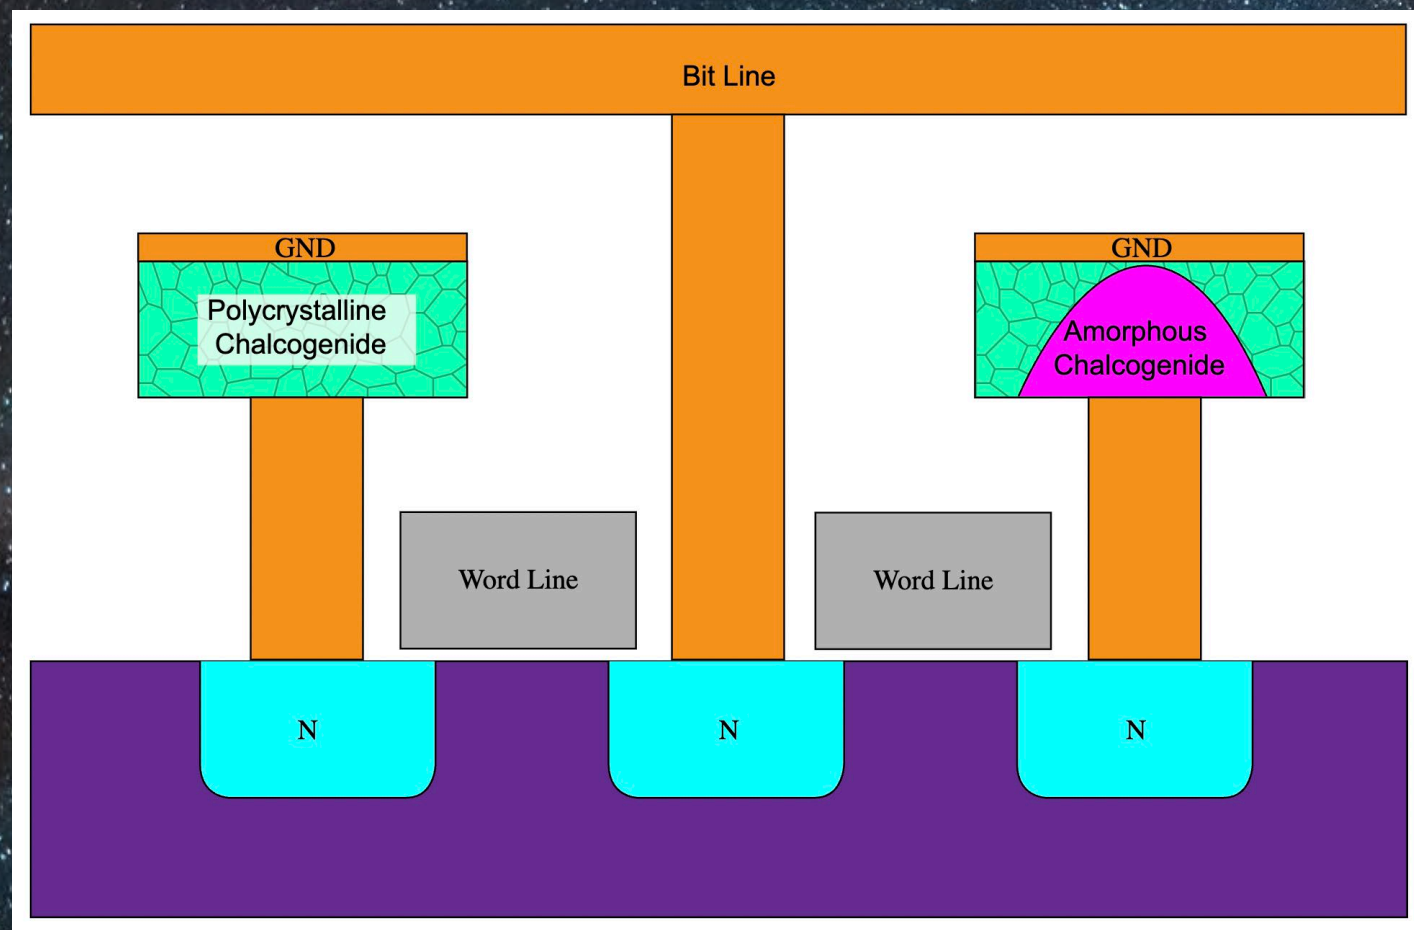 Bit Line
GND
GND
Polycrystalline
Chalcogenide
Amorphous
Chalcogenide
Word Line
Word Line
N
N
N